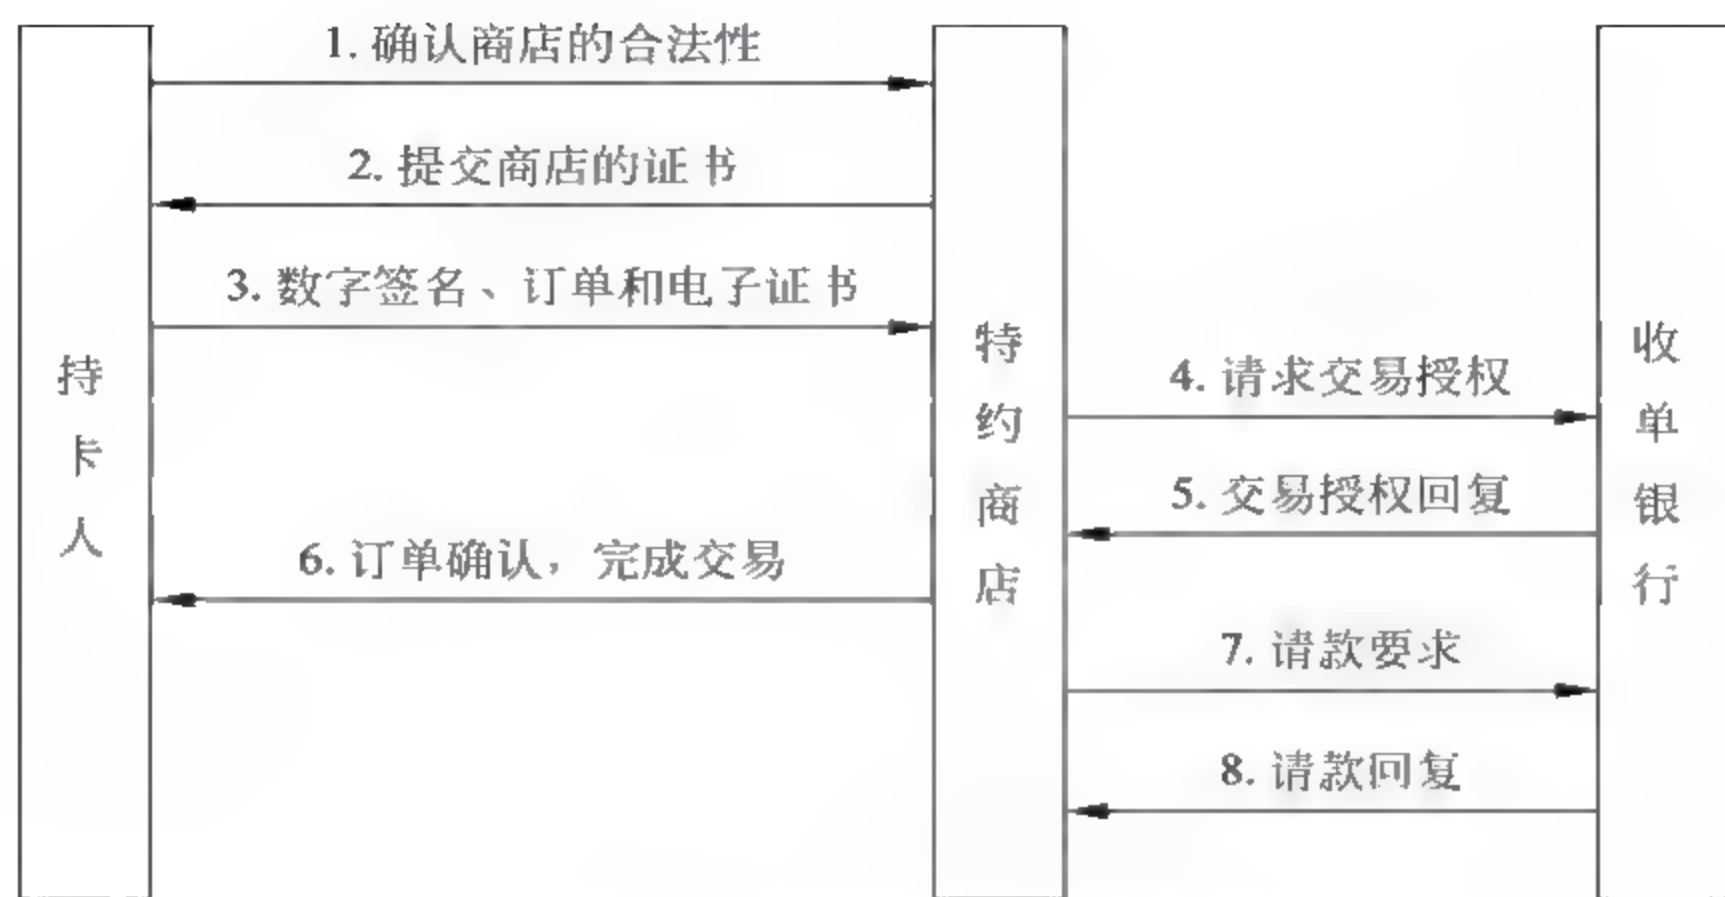 1. 确认商店的合法性
2. 提交商店的证书
3. 数字签名、订单和电子证书
持卡人
特约商店
收单银行
4. 请求交易授权
5. 交易授权回复
6. 订单确认，完成交易
7. 请款要求
8. 请款回复